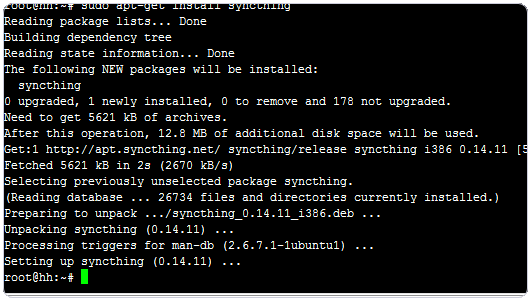 root@hh:~# sudo apt-get install syncthing
Reading package lists... Done
Building dependency tree
Reading state information... Done
The following NEW packages will be installed:
  syncthing
0 upgraded, 1 newly installed, 0 to remove and 178 not upgraded.
Need to get 5621 kB of archives.
After this operation, 12.8 MB of additional disk space will be used.
Get:1 http://apt.syncthing.net/ syncthing/release syncthing i386 0.14.11 [5
Fetched 5621 kB in 2s (2670 kB/s)
Selecting previously unselected package syncthing.
(Reading database ... 26734 files and directories currently installed.)
Preparing to unpack .../syncthing_0.14.11_i386.deb ...
Unpacking syncthing (0.14.11) ...
Processing triggers for man-db (2.6.7.1-1ubuntu1) ...
Setting up syncthing (0.14.11) ...
root@hh:~#